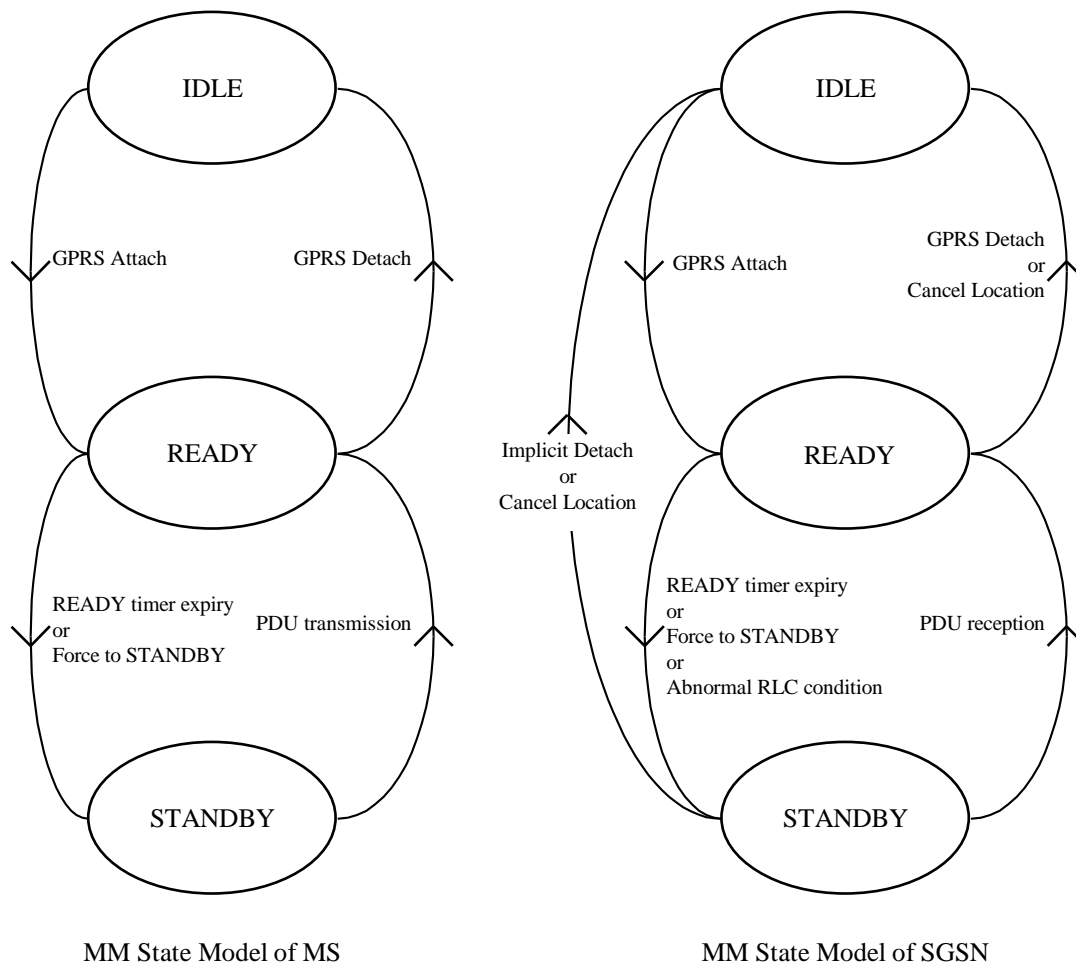 IDLE
GPRS Attach
GPRS Detach
READY
READY timer expiry
or
Force to STANDBY
PDU transmission
STANDBY
MM State Model of MS
IDLE
GPRS Attach
GPRS Detach
or
Cancel Location
Implicit Detach
or
Cancel Location
READY
READY timer expiry
or
Force to STANDBY
or
Abnormal RLC condition
PDU reception
STANDBY
MM State Model of SGSN